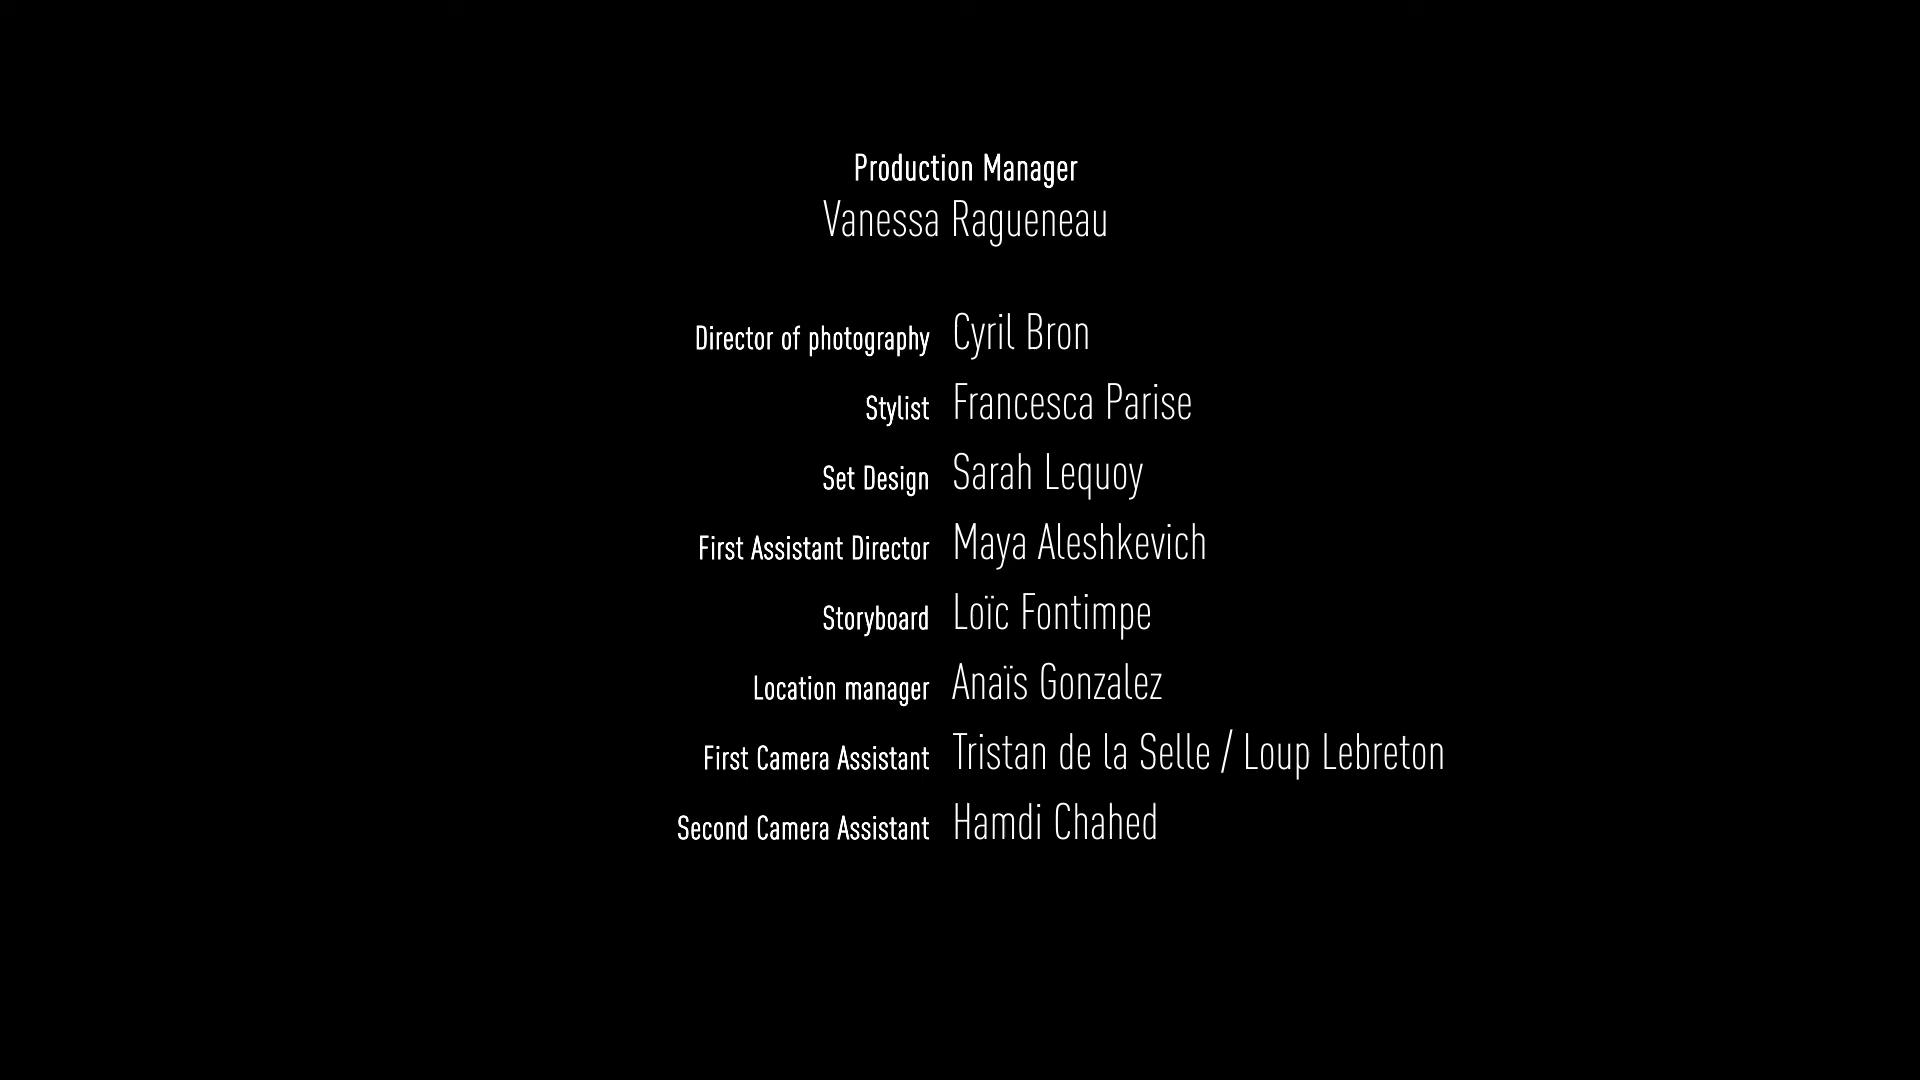 Production Manager
Vanessa Ragueneau
Director of photography Cyril Bron
Stylist Francesca Parise
Set Design Sarah Lequoy
First Assistant Director Maya Aleshkevich
Storyboard Loïc Fontimpe
Location manager Anaïs Gonzalez
First Camera Assistant Tristan de la Selle / Loup Lebreton
Second Camera Assistant Hamdi Chahed